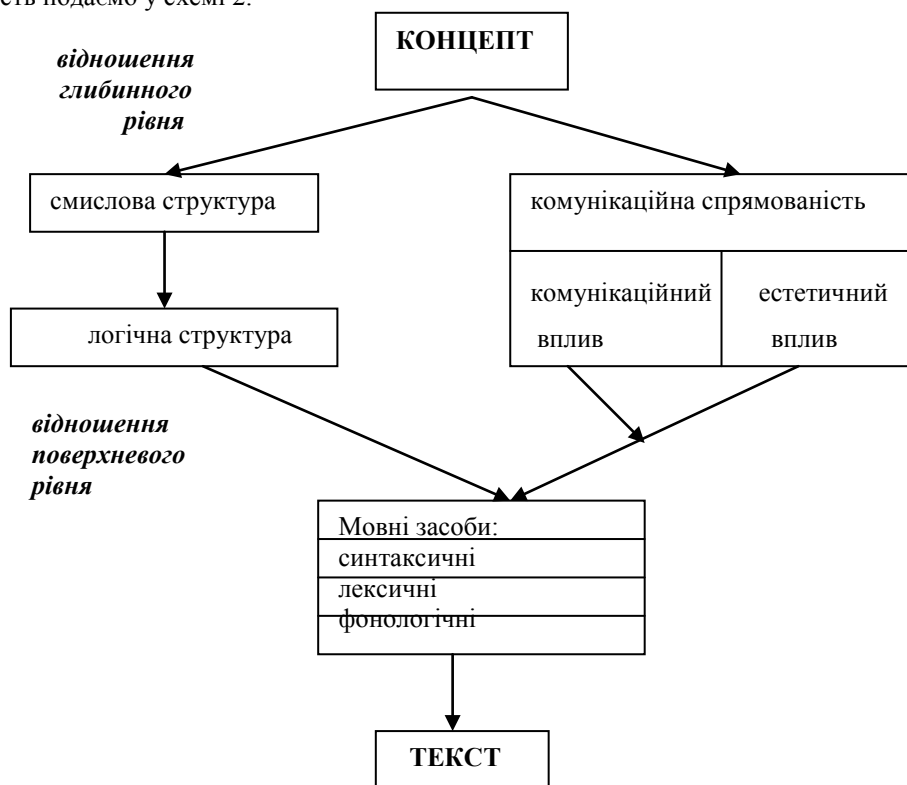 ість подаємо у схемі 2.
КОНЦЕПТ
відношення
глибинного
рівня
смислова структура
комунікаційна спрямованість
комунікаційний
вплив
естетичний
вплив
логічна структура
відношення
поверхневого
рівня
Мовні засоби:
синтаксичні
лексичні
фонологічні
ТЕКСТ